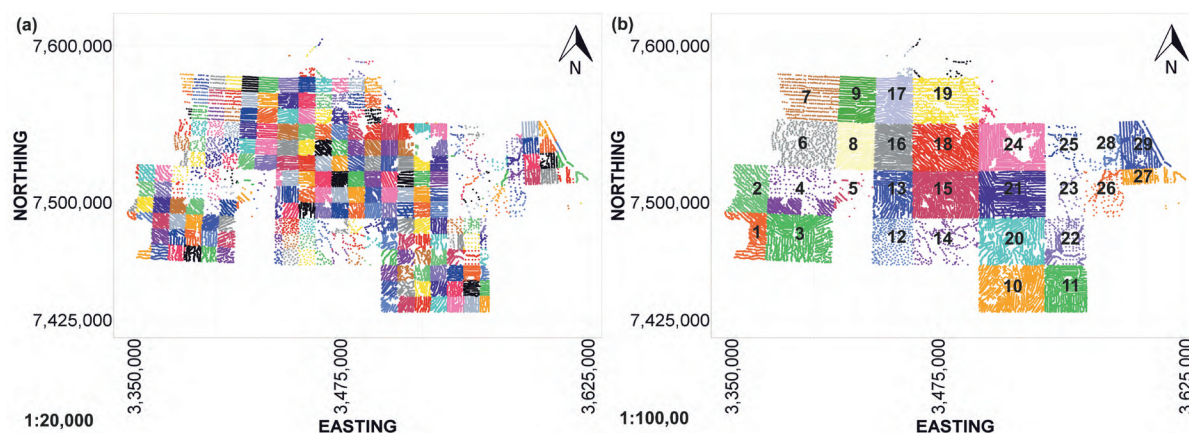 (a)
N
7,600,000
7,500,000
7,425,000
NORTHING
3,350,000
3,475,000
3,625,000
EASTING
1:20,000
(b)
N
7,600,000
7,500,000
7,425,000
NORTHING
7 9 17 19
6 8 16 18 24 25 28 29
2 4 5 13 15 21 23 26 27
1 3 12 14 20 22
10 11
3,350,000
3,475,000
3,625,000
EASTING
1:100,00